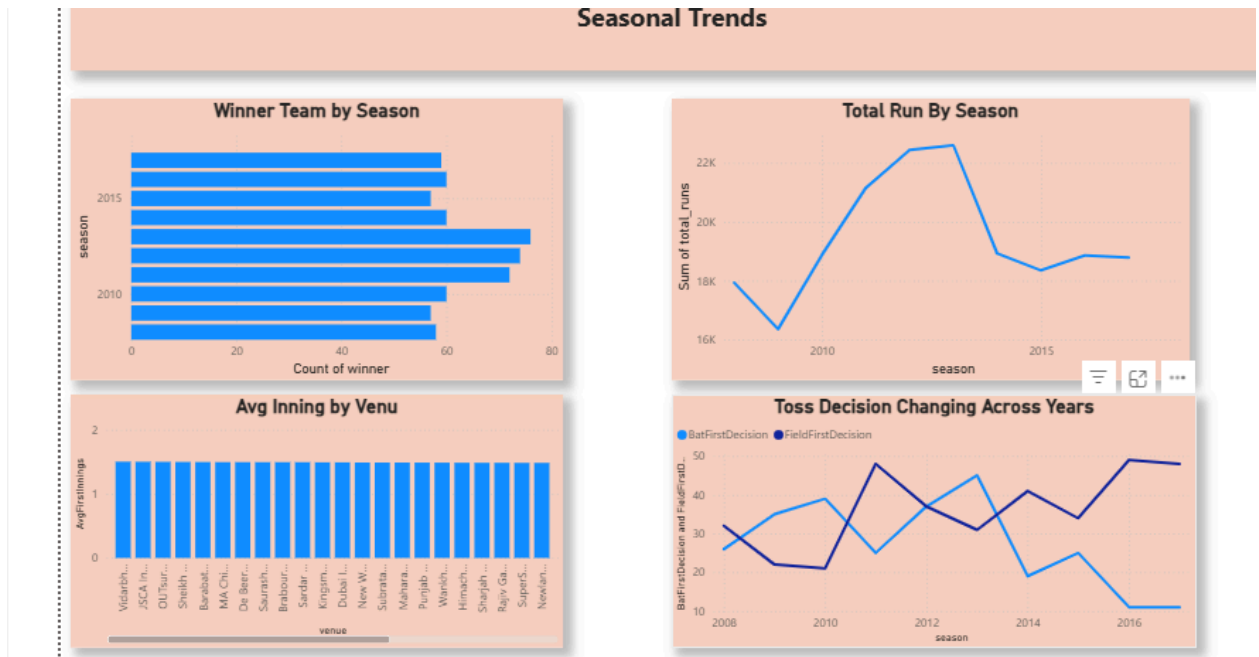 Seasonal Trends
Winner Team by Season
season
2015
2010
0 20 40 60 80
Count of winner
Total Run By Season
Sum of total_runs
22K
20K
18K
16K
2010 2015
season
Avg Inning by Venu
AvgFirstInnings
2
1
0
Vidarbh...
JSCA In...
OUTsur...
Sheikh ...
Barabat...
MA Chi...
De Beer...
Saurash...
Brabour...
Sardar ...
Kingsm...
Dubai I...
New W...
Subrata...
Mahara...
Punjab ...
Wankh...
Himach...
Sharjah ...
Rajiv Ga...
SuperS...
Newlan...
venue
Toss Decision Changing Across Years
BatFirstDecision FieldFirstDecision
BatFirstDecision and FieldFirstD...
50
40
30
20
10
2008 2010 2012 2014 2016
season